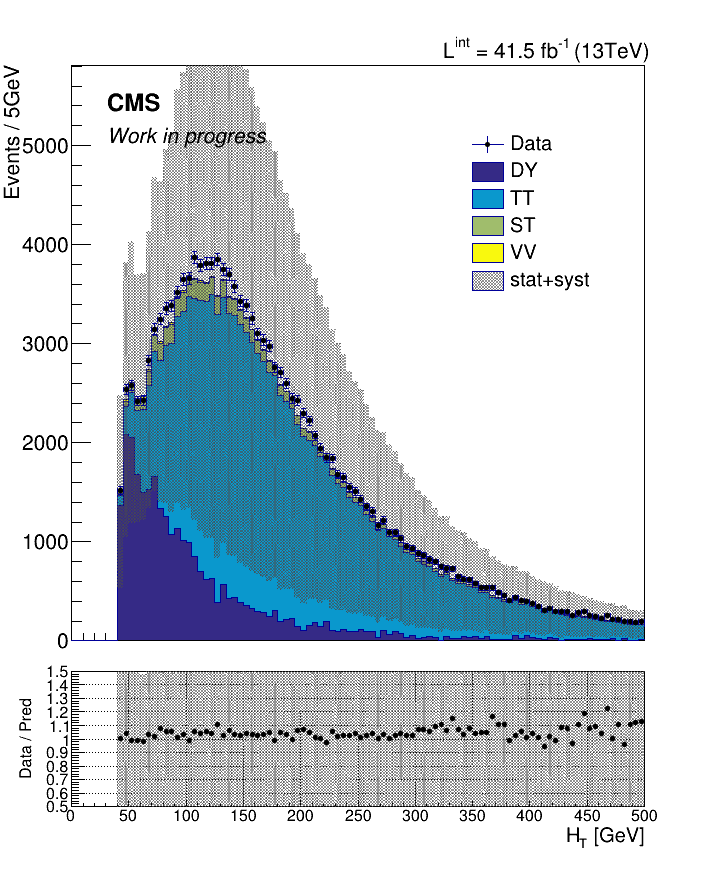 L^int = 41.5 fb^-1 (13TeV)
Events / 5GeV
CMS
Work in progress
Data
DY
TT
ST
VV
stat+syst
5000
4000
3000
2000
1000
0
Data / Pred
1.5
1.4
1.3
1.2
1.1
1
0.9
0.8
0.7
0.6
0.5
0 50 100 150 200 250 300 350 400 450 500
H_T [GeV]